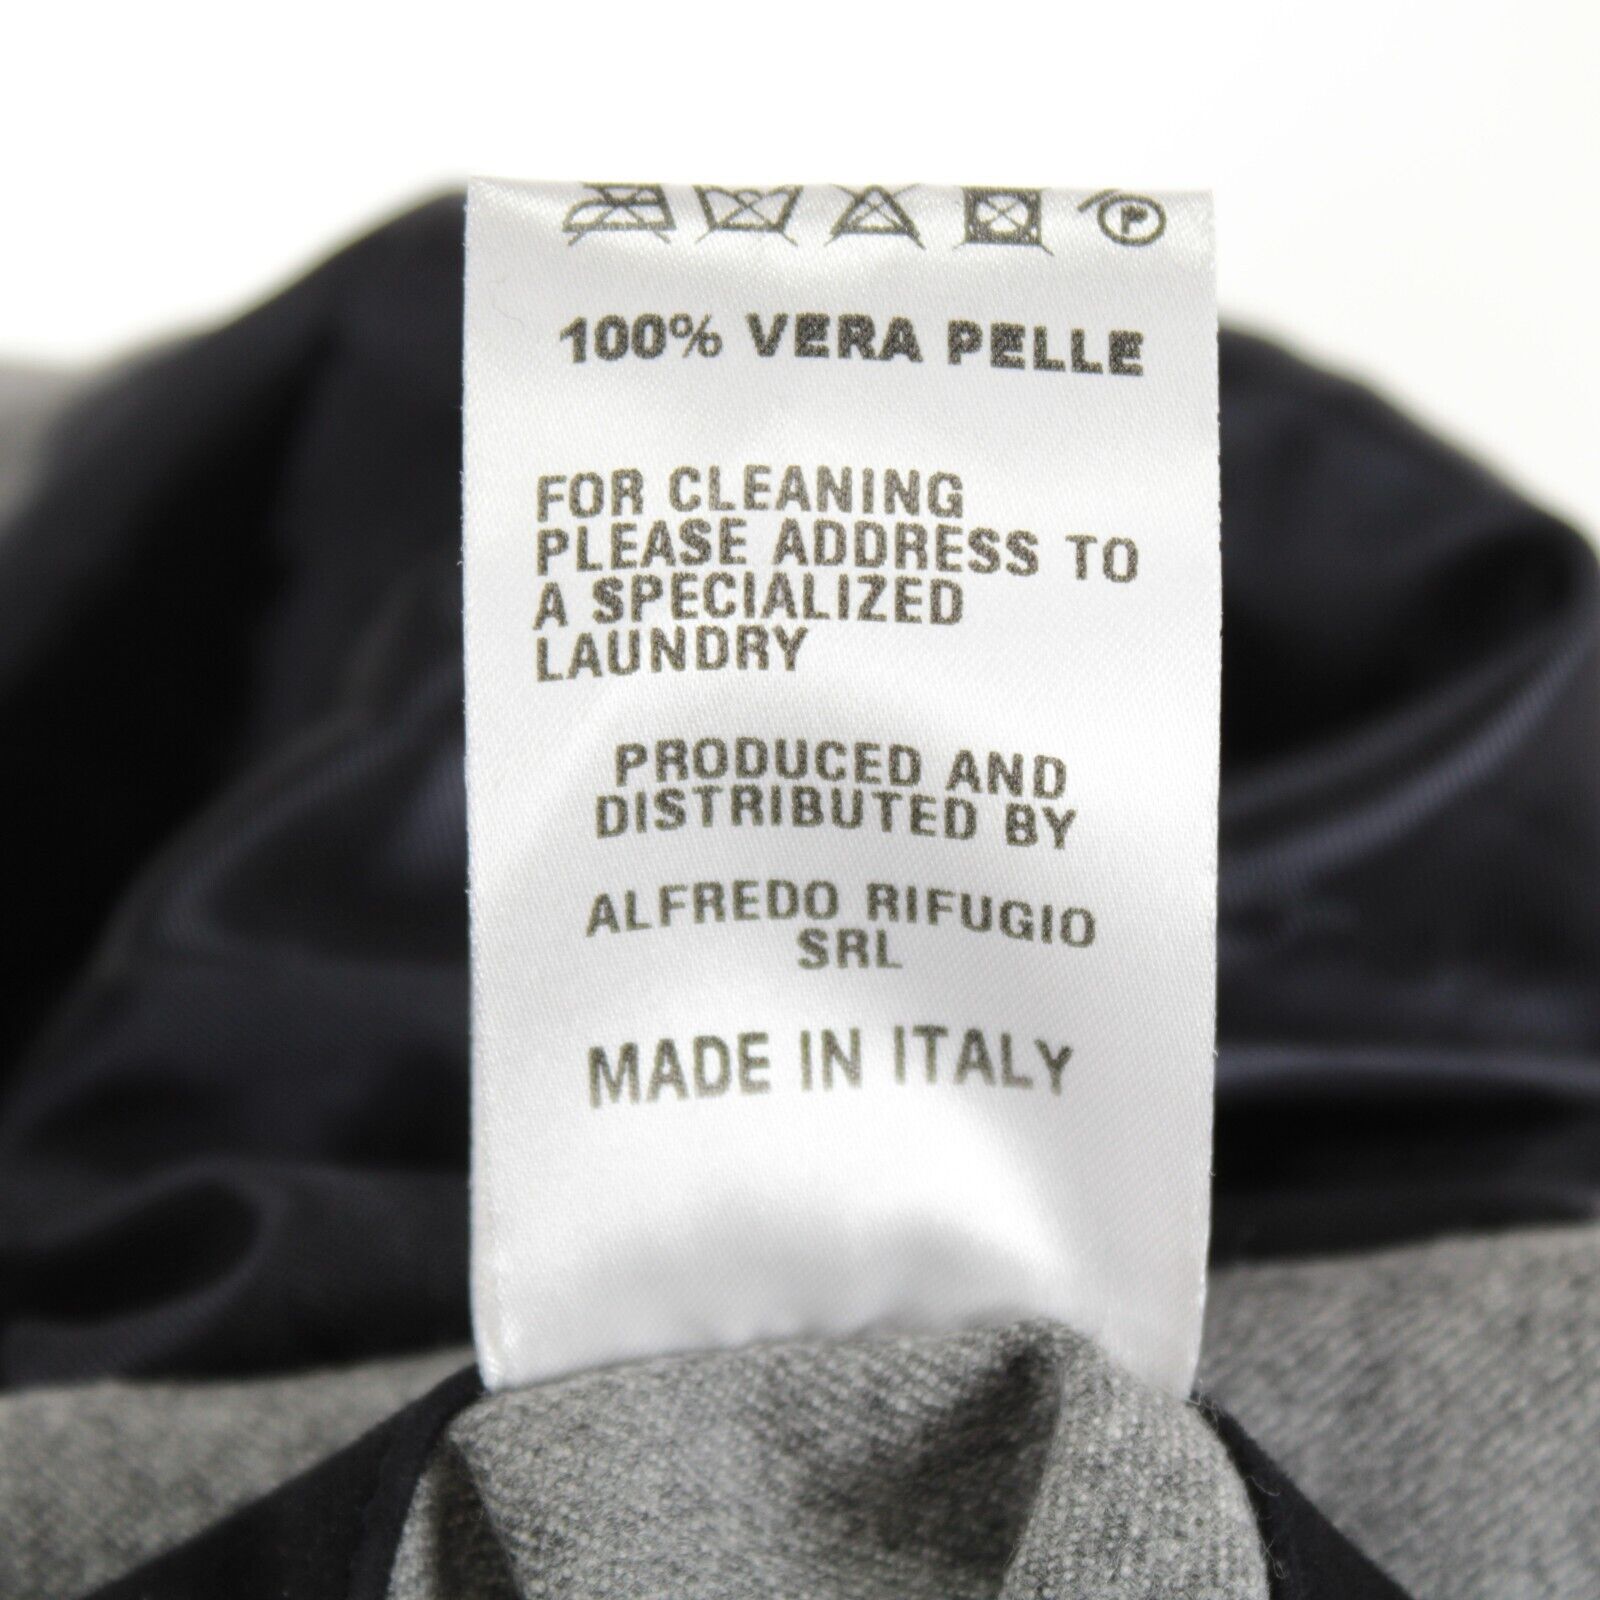 P
100% VERA PELLE
FOR CLEANING
PLEASE ADDRESS TO
A SPECIALIZED
LAUNDRY
PRODUCED AND
DISTRIBUTED BY
ALFREDO RIFUGIO
SRL
MADE IN ITALY